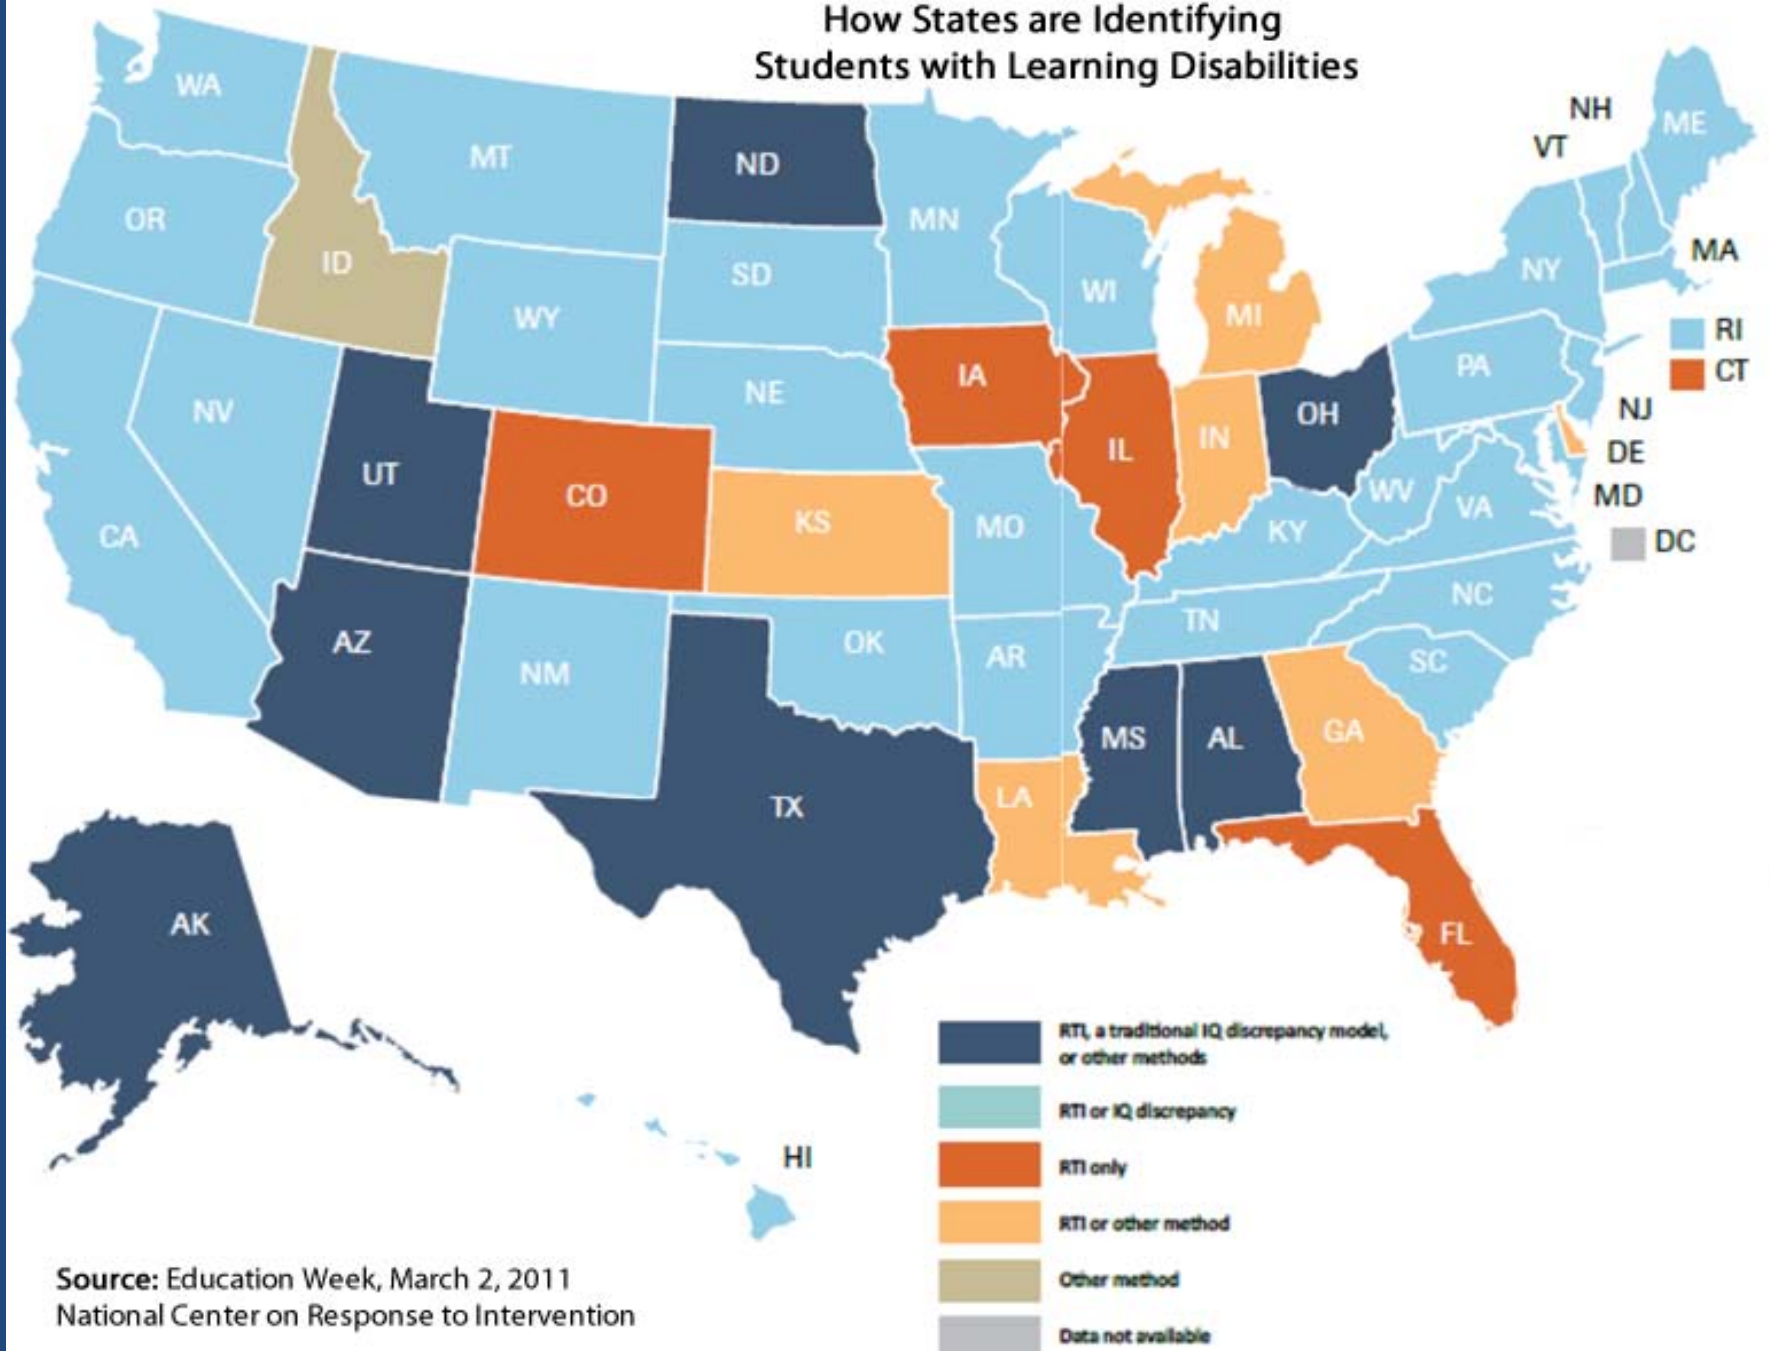 How States are Identifying
Students with Learning Disabilities
WA
MT
ND
MN
OR
ID
SD
WY
WI
MI
NH
VT
ME
NY
MA
RI
CT
NV
NE
IA
PA
NJ
UT
CO
KS
IL
IN
OH
DE
MD
CA
MO
KY
WV
VA
DC
AZ
NM
OK
AR
TN
NC
SC
TX
LA
MS
AL
GA
AK
FL
HI
RTI, a traditional IQ discrepancy model,
or other methods
RTI or IQ discrepancy
RTI only
RTI or other method
Other method
Data not available
Source: Education Week, March 2, 2011
National Center on Response to Intervention